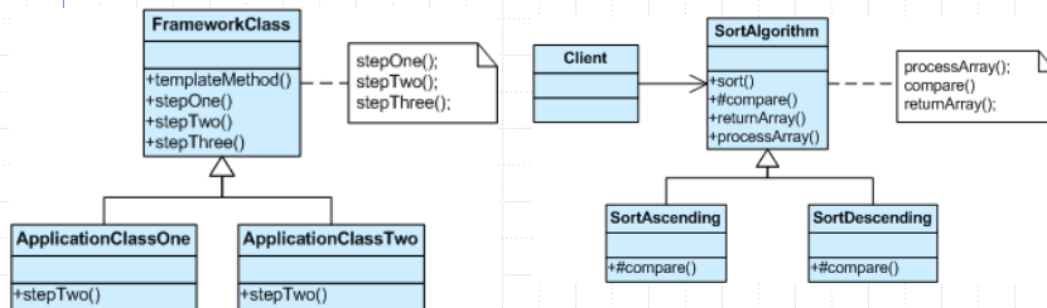 FrameworkClass
+templateMethod()
+stepOne()
+stepTwo()
+stepThree()
stepOne();
stepTwo();
stepThree();
ApplicationClassOne
+stepTwo()
ApplicationClassTwo
+stepTwo()
Client
SortAlgorithm
+sort()
+#compare()
+returnArray()
+processArray()
processArray();
compare()
returnArray();
SortAscending
+#compare()
SortDescending
+#compare()